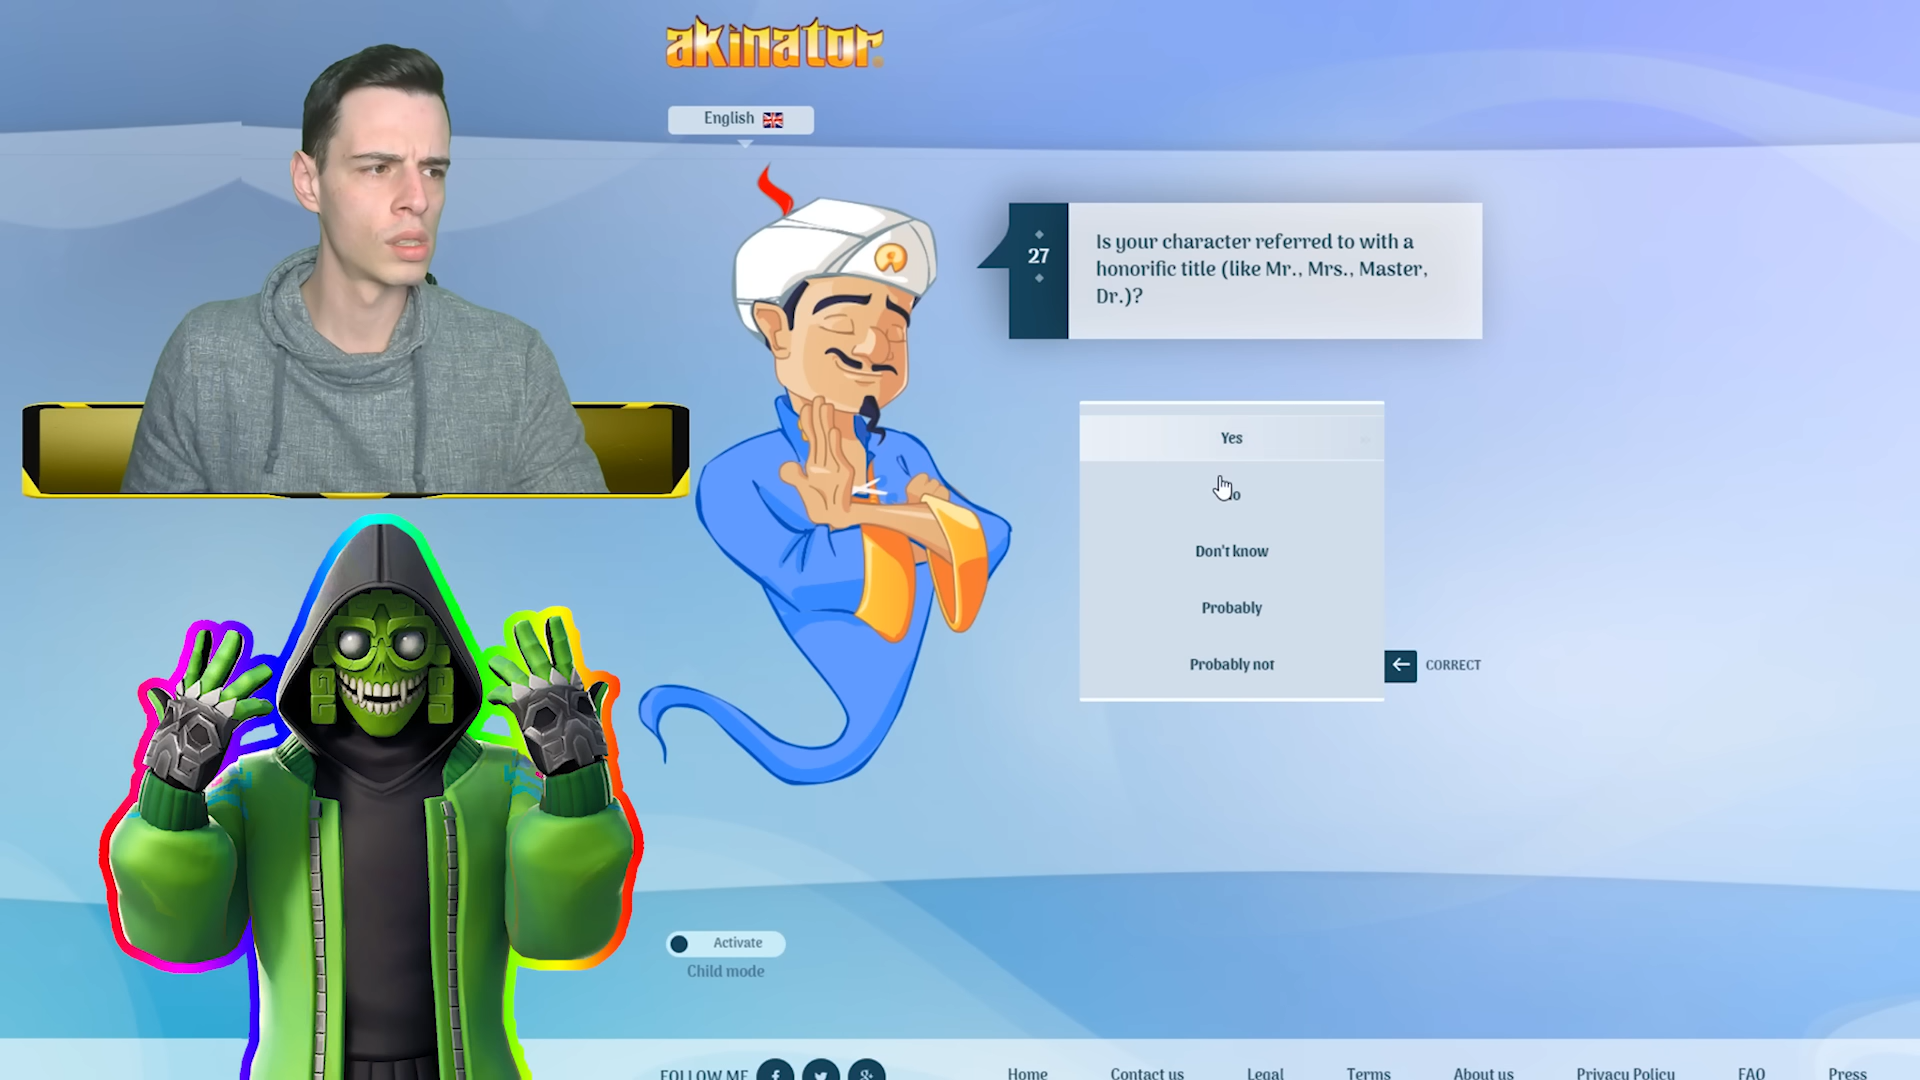 akinator
English
27
Is your character referred to with a
honorific title (like Mr., Mrs., Master,
Dr.)?
Yes
Don't know
Probably
Probably not
CORRECT
Activate
Child mode
FOLLOW ME
Home
Contact us
Legal
Terms
About us
Privacy Policy
FAQ
Press